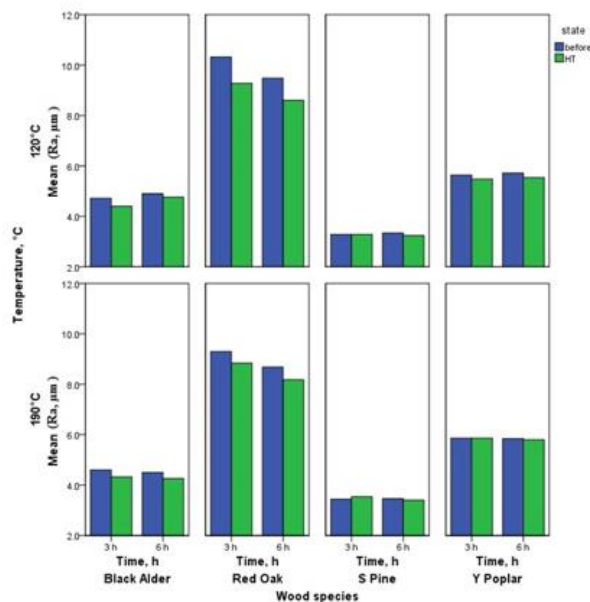 state
before
HT
Temperature, °C
120°C
Mean (Ra, µm)
12.0
10.0
8.0
6.0
4.0
2.0
190°C
Mean (Ra, µm)
12.0
10.0
8.0
6.0
4.0
2.0
3 h 6 h 3 h 6 h 3 h 6 h 3 h 6 h
Time, h Time, h Time, h Time, h
Black Alder Red Oak S Pine Y Poplar
Wood species